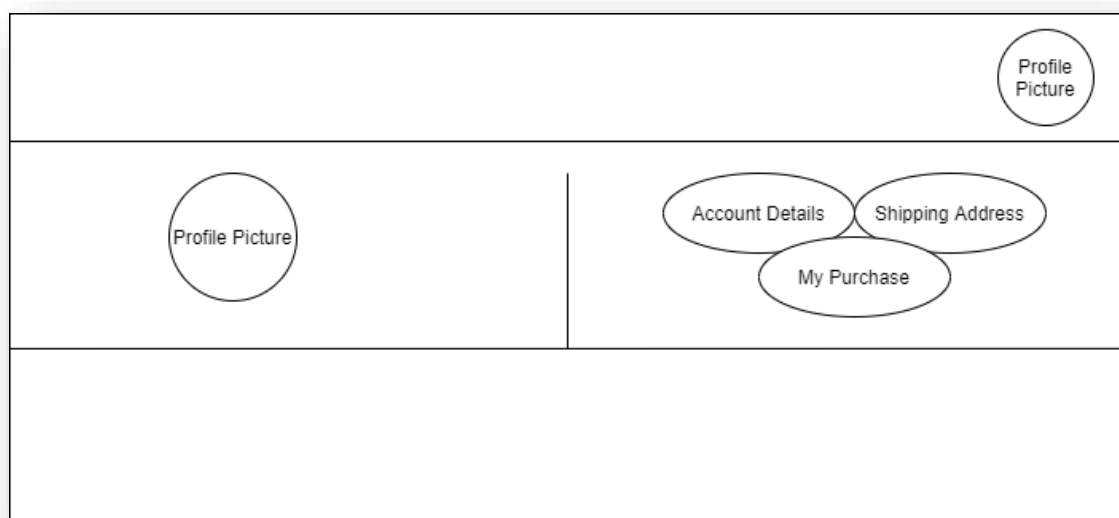 Profile
Picture
Profile Picture
Account Details
Shipping Address
My Purchase